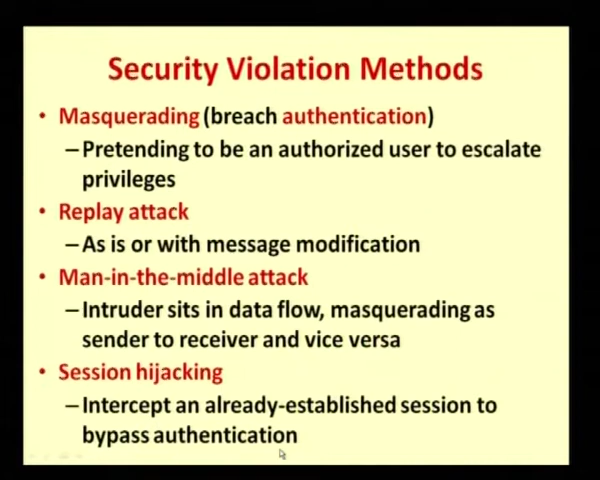 Security Violation Methods
• Masquerading (breach authentication)
–Pretending to be an authorized user to escalate
privileges
• Replay attack
–As is or with message modification
• Man-in-the-middle attack
–Intruder sits in data flow, masquerading as
sender to receiver and vice versa
• Session hijacking
–Intercept an already-established session to
bypass authentication